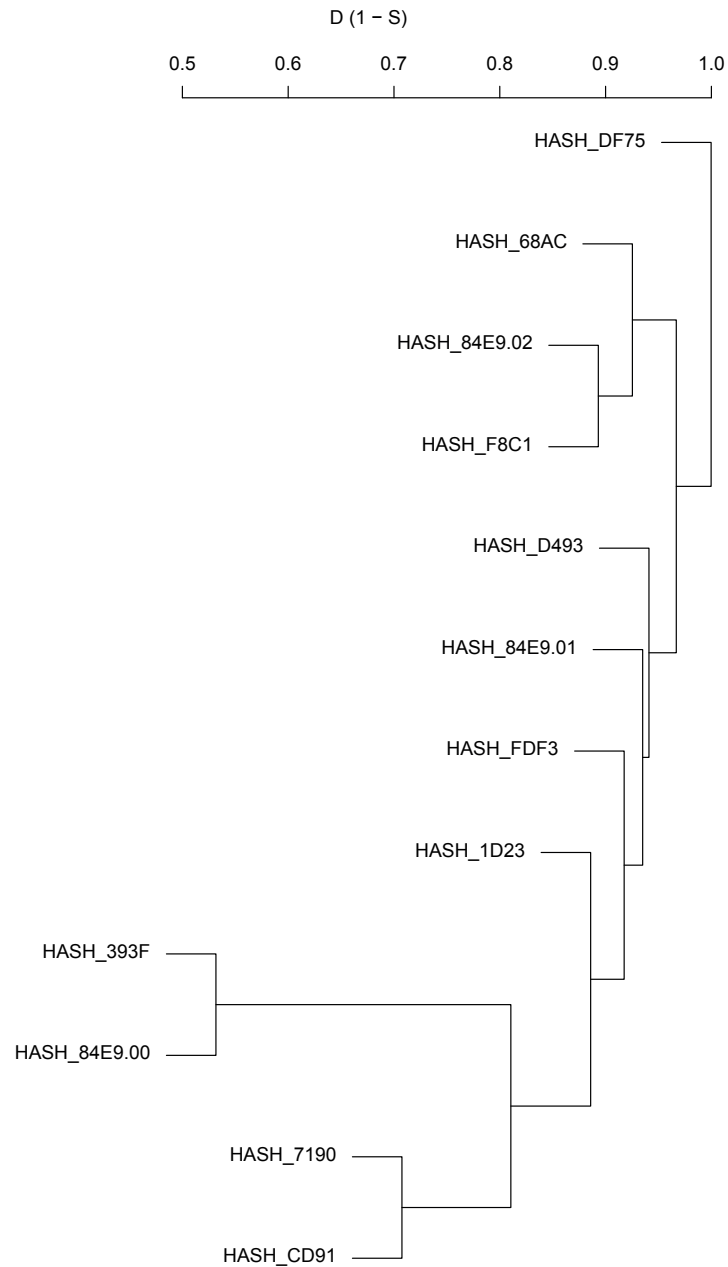 D (1 − S)
0.5 0.6 0.7 0.8 0.9 1.0
HASH_DF75
HASH_68AC
HASH_84E9.02
HASH_F8C1
HASH_D493
HASH_84E9.01
HASH_FDF3
HASH_1D23
HASH_393F
HASH_84E9.00
HASH_7190
HASH_CD91